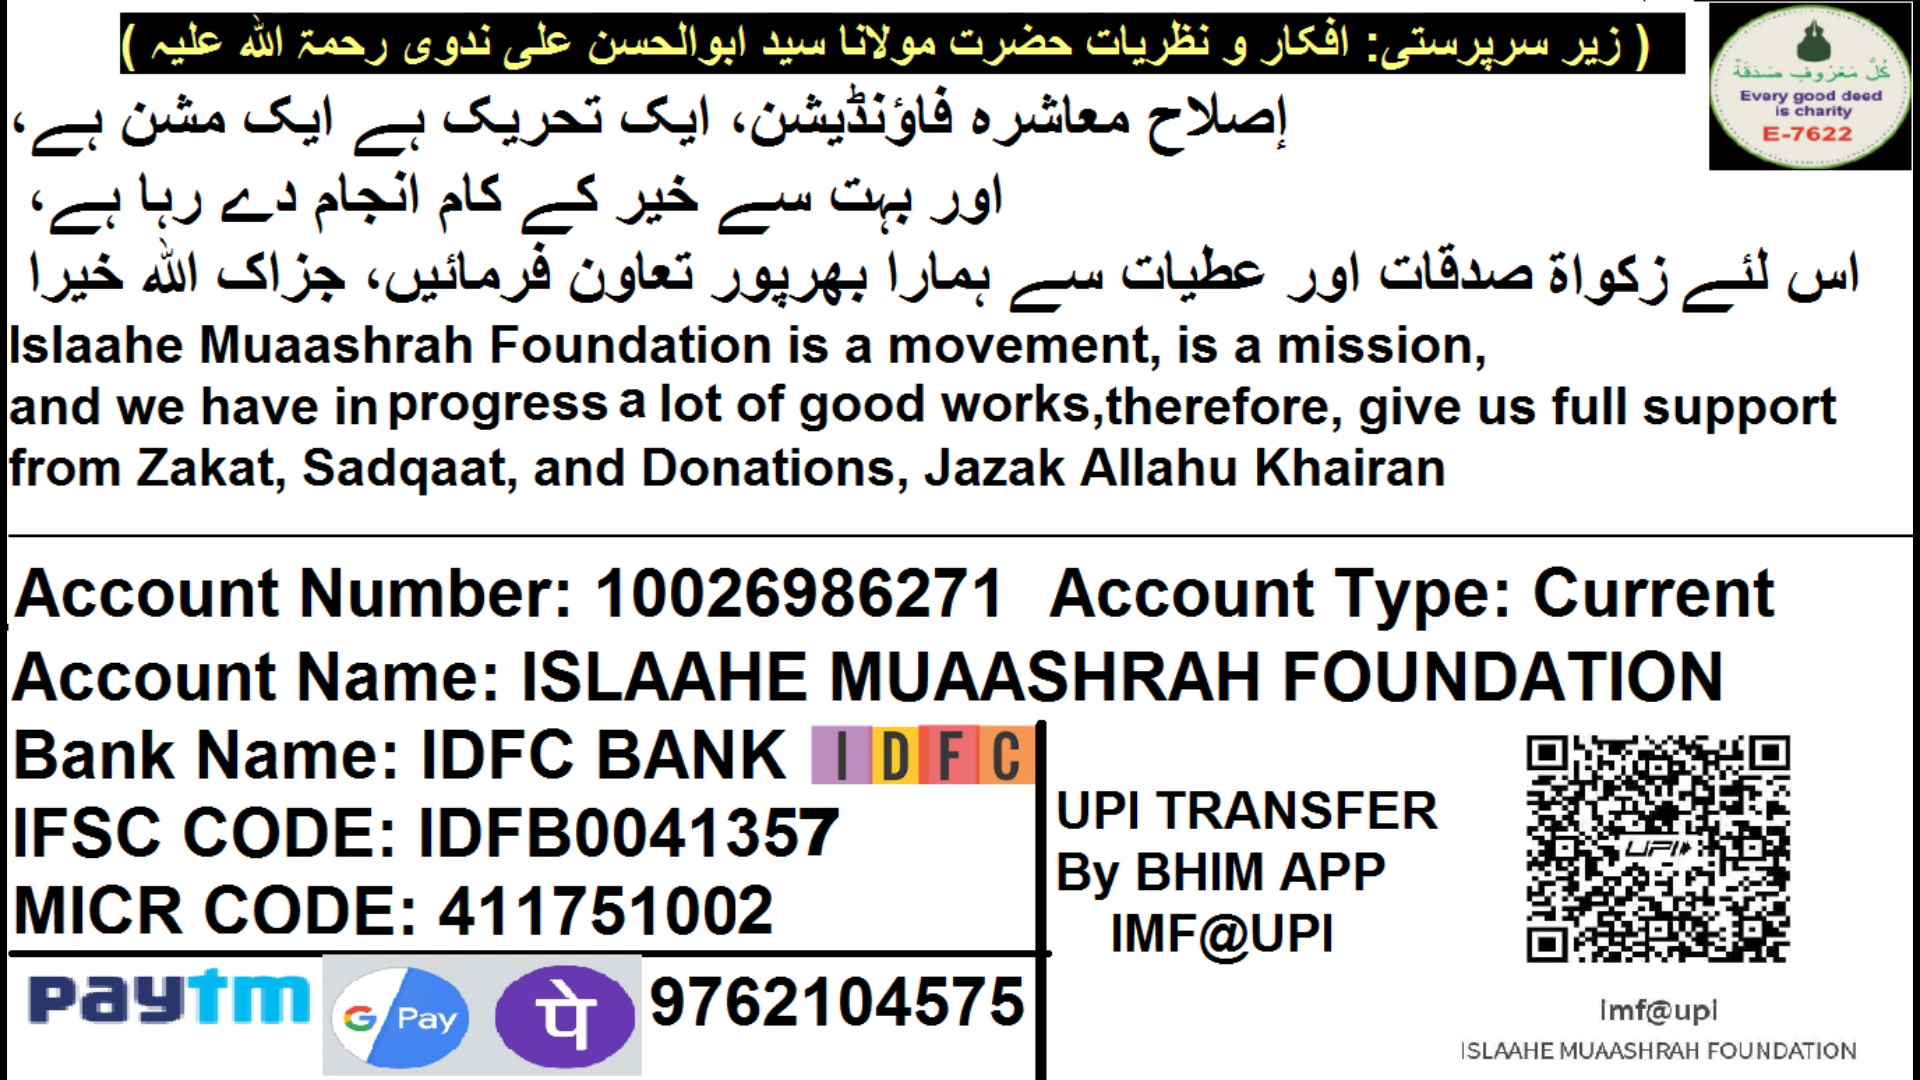 ( زیر سرپرستی: افکار و نظریات حضرت مولانا سید ابوالحسن علی ندوی رحمۃ اللہ علیہ )
كُلُّ مَعْرُوفٍ صَدَقَةٌ
Every good deed
is charity
E-7622
إصلاح معاشرہ فاؤنڈیشن، ایک تحریک ہے ایک مشن ہے،
اور بہت سے خیر کے کام انجام دے رہا ہے،
اس لئے زکواۃ صدقات اور عطیات سے ہمارا بھرپور تعاون فرمائیں، جزاک اللہ خیرا
Islaahe Muaashrah Foundation is a movement, is a mission,
and we have in progress a lot of good works,therefore, give us full support
from Zakat, Sadqaat, and Donations, Jazak Allahu Khairan
Account Number: 10026986271 Account Type: Current
Account Name: ISLAAHE MUAASHRAH FOUNDATION
Bank Name: IDFC BANK IDFC
IFSC CODE: IDFB0041357
MICR CODE: 411751002
paytm G Pay पे 9762104575
UPI TRANSFER
By BHIM APP
IMF@UPI
UPI
imf@upi
ISLAAHE MUAASHRAH FOUNDATION